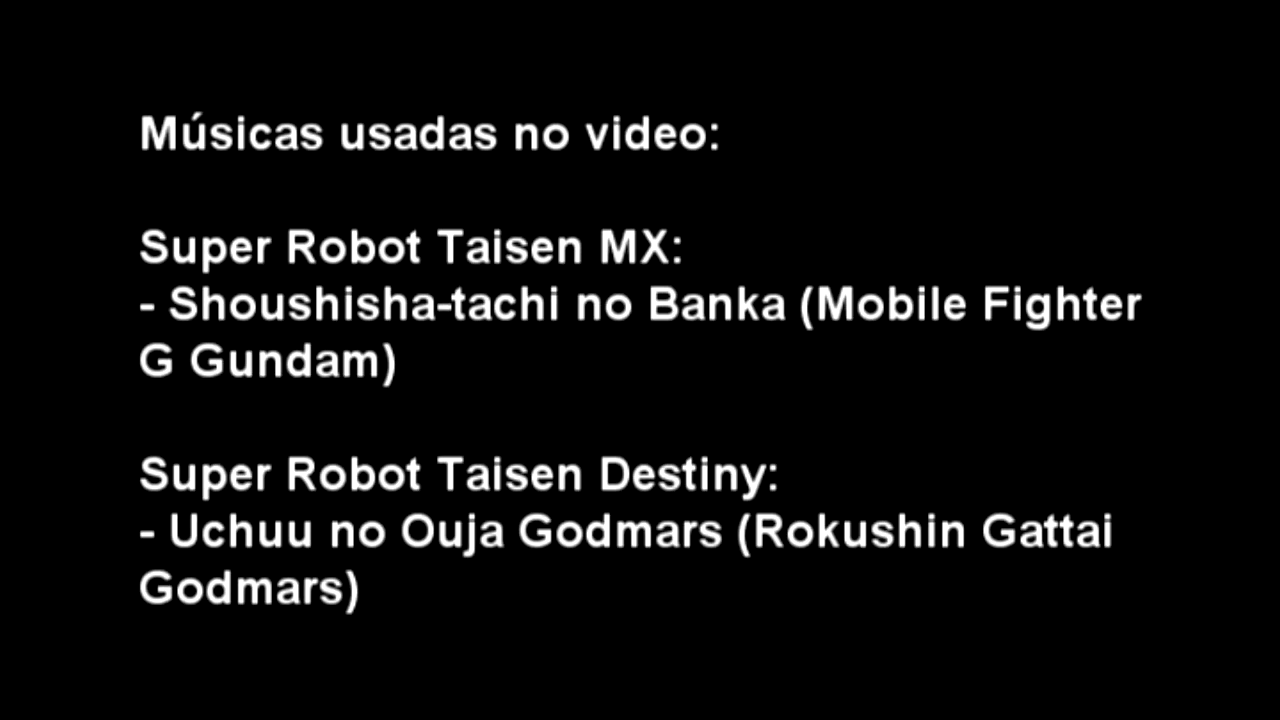 Músicas usadas no video:
Super Robot Taisen MX:
- Shoushisha-tachi no Banka (Mobile Fighter
G Gundam)
Super Robot Taisen Destiny:
- Uchuu no Ouja Godmars (Rokushin Gattai
Godmars)